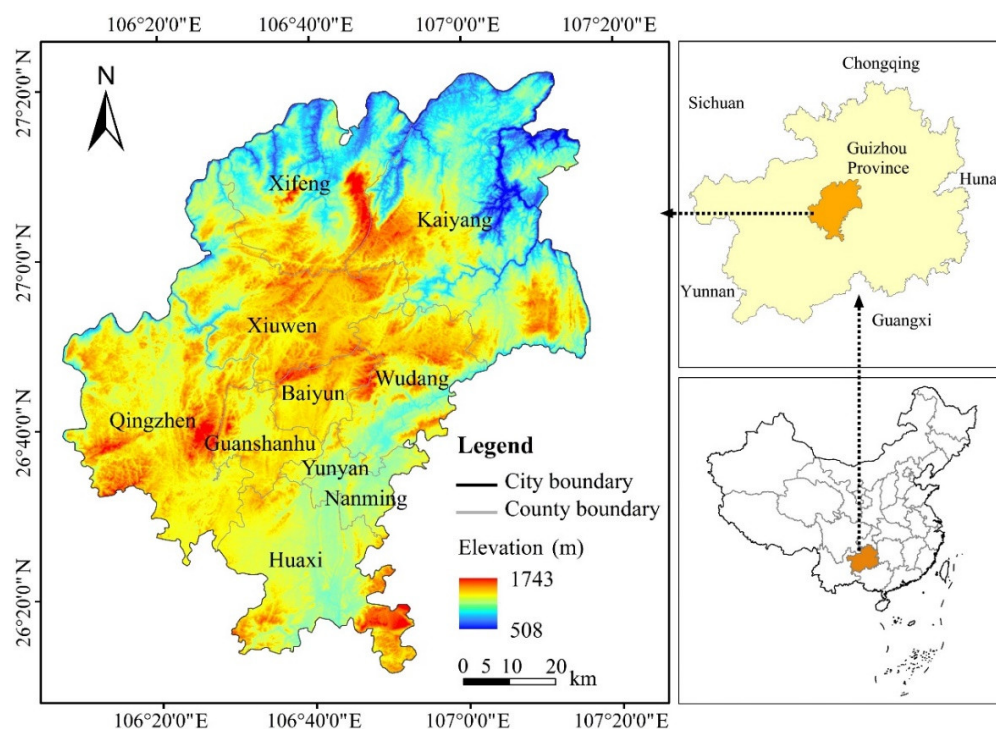 106°20'0"E 106°40'0"E 107°0'0"E 107°20'0"E
27°20'0"N
27°0'0"N
26°40'0"N
26°20'0"N
N
Xifeng
Kaiyang
Xiuwen
Wudang
Baiyun
Qingzhen
Guanshanhu
Yunyan
Nanming
Huaxi
Legend
City boundary
County boundary
Elevation (m)
1743
508
0 5 10 20
km
106°20'0"E 106°40'0"E 107°0'0"E 107°20'0"E
Chongqing
Sichuan
Guizhou
Province
Huna
Yunnan
Guangxi